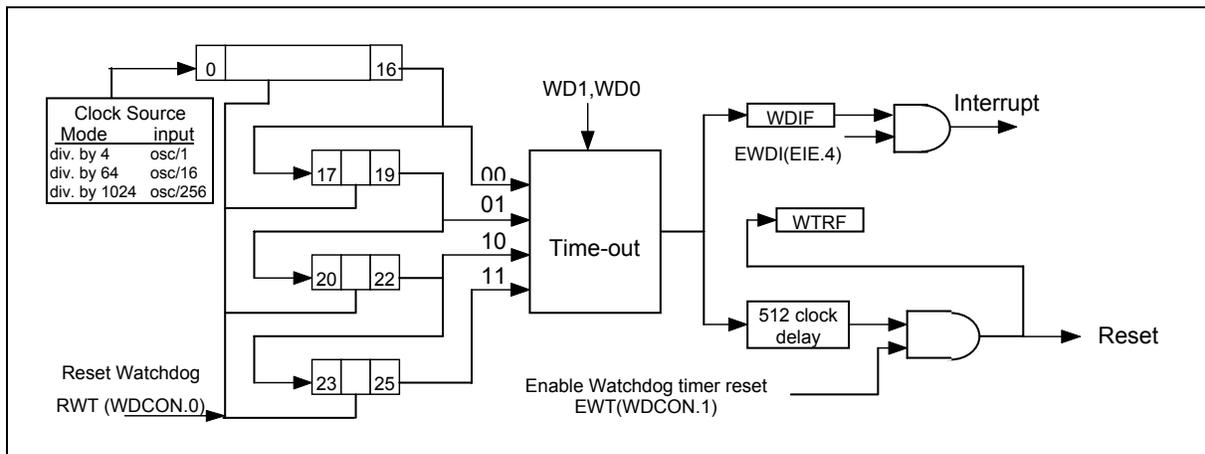 0 16
Clock Source
Mode input
div. by 4 osc/1
div. by 64 osc/16
div. by 1024 osc/256
17 19
20 22
23 25
Reset Watchdog
RWT (WDCON.0)
WD1,WD0
00
01
10
11
Time-out
WDIF
EWDI(EIE.4)
Interrupt
WTRF
512 clock
delay
Reset
Enable Watchdog timer reset
EWT(WDCON.1)